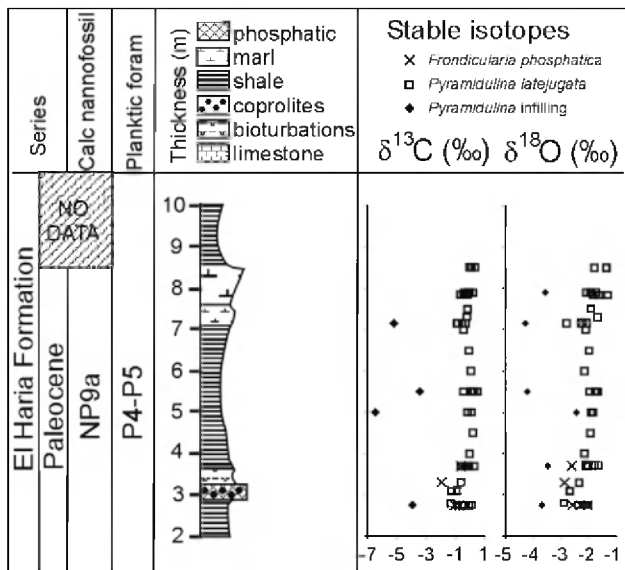 Series
Calc nannofossil
Planktic foram
Thickness (m)
phosphatic
marl
shale
coprolites
bioturbations
limestone
Stable isotopes
Frondicularia phosphatica
Pyramidulina latejugata
Pyramidulina infilling
δ13C (‰) δ18O (‰)
El Haria Formation
Paleocene
NO
DATA
NP9a
P4-P5
10
9
8
7
6
5
4
3
2
-7 -5 -3 -1 1 -5 -4 -3 -2 -1